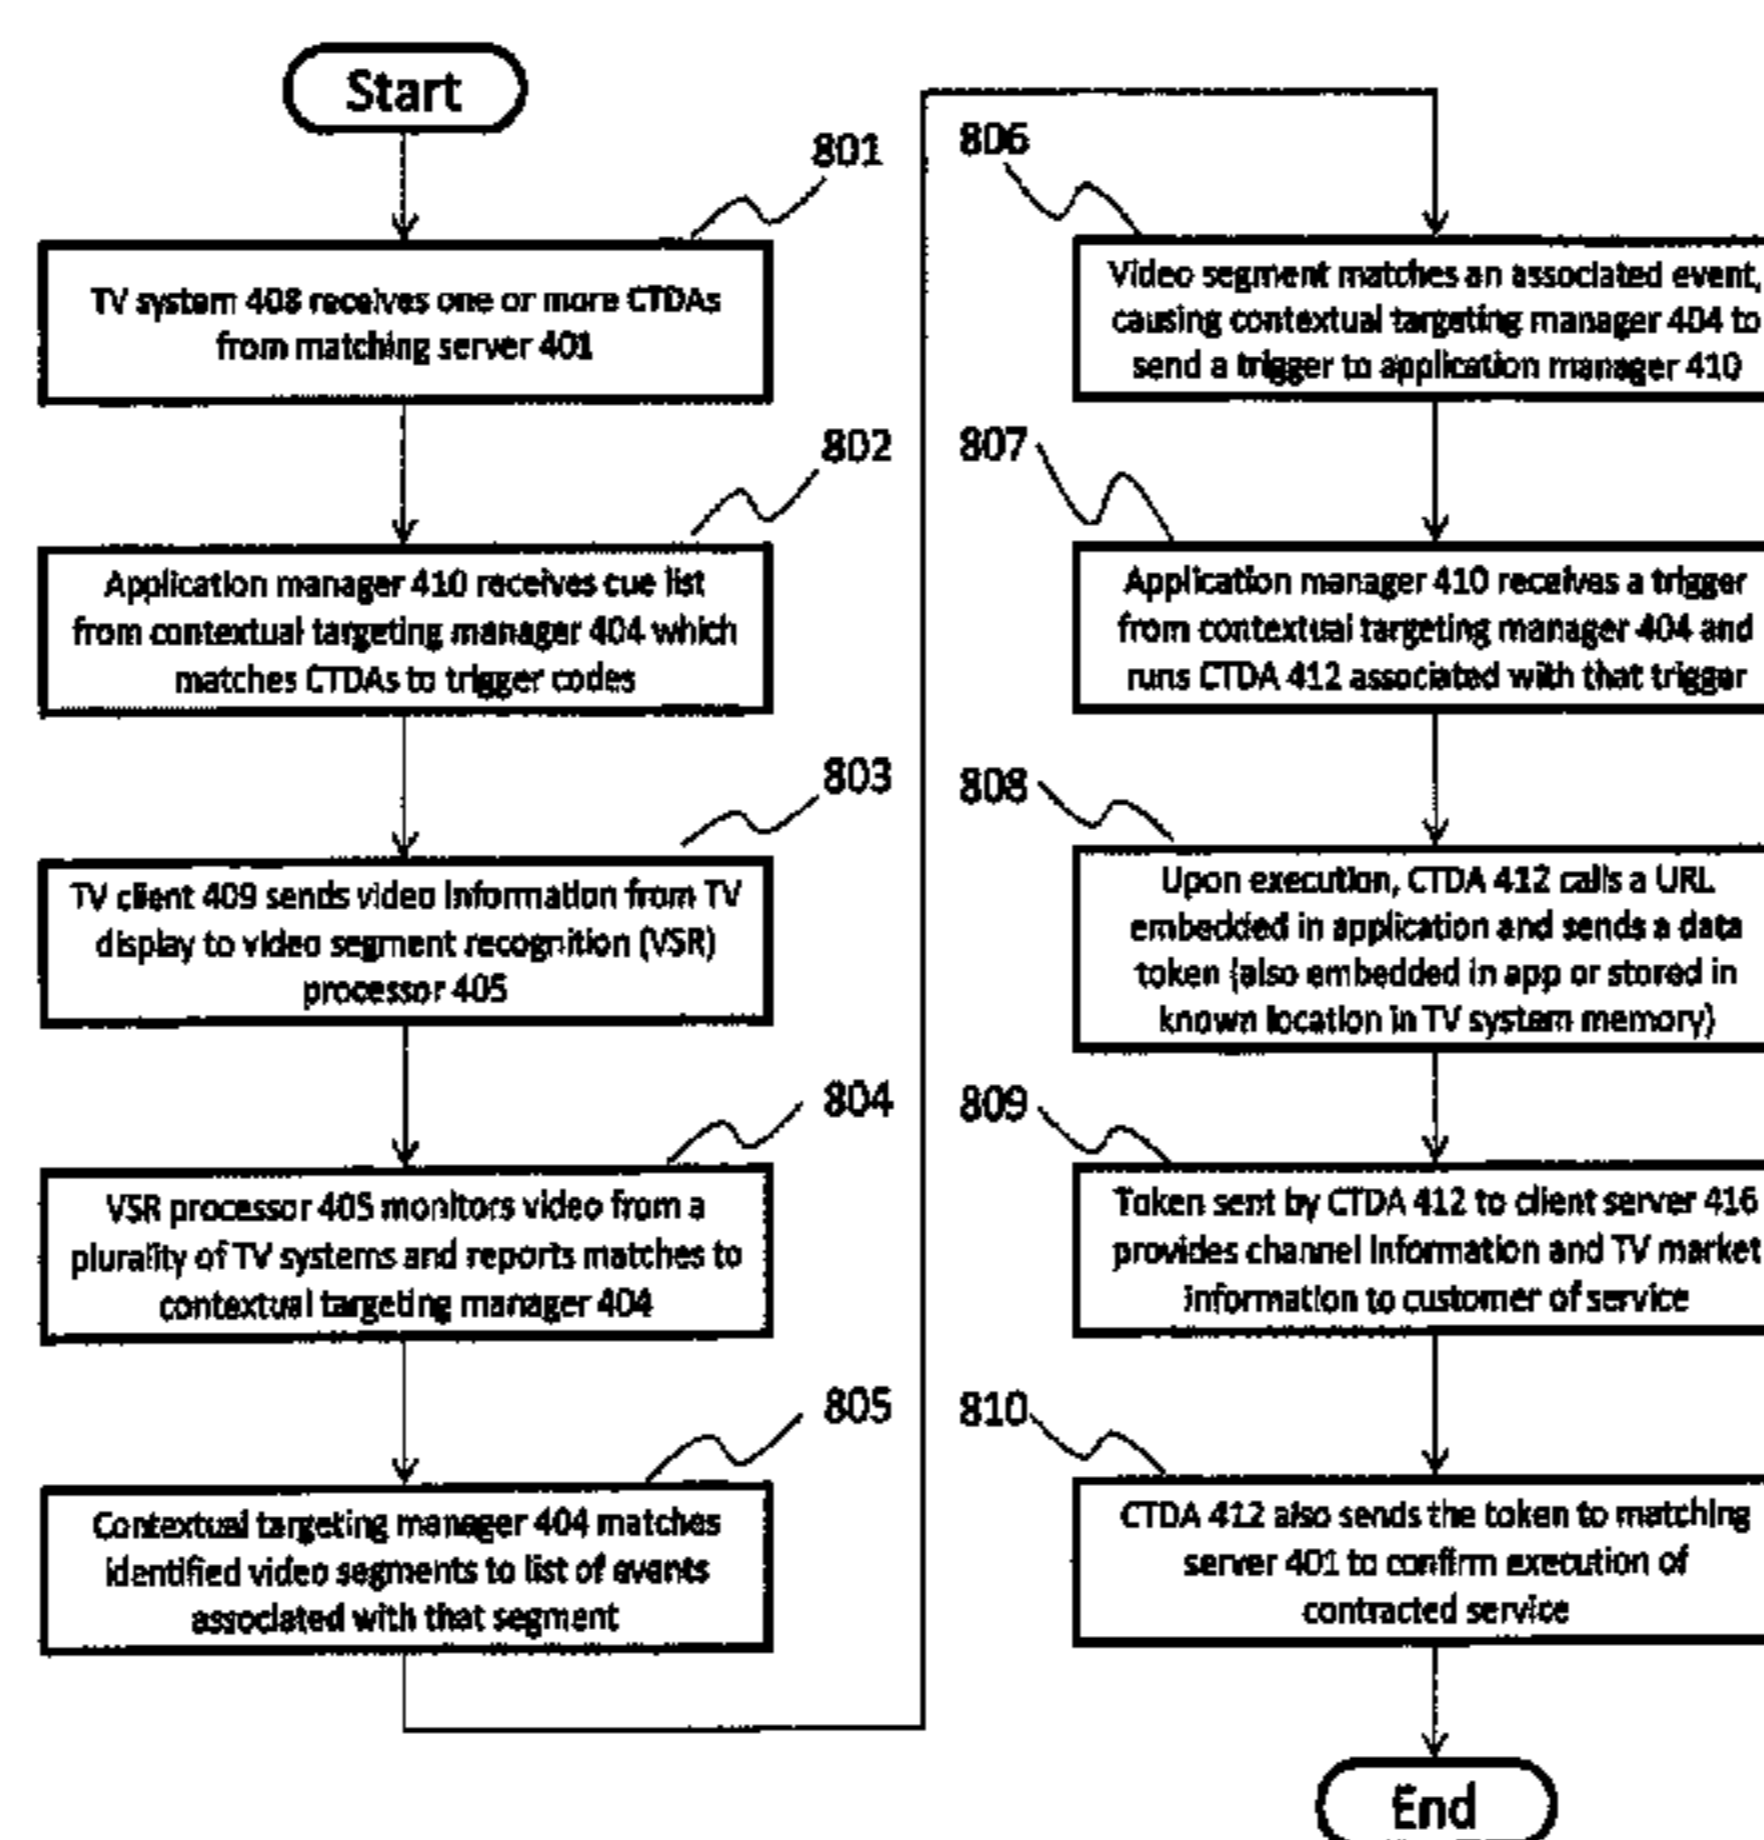 Start
801
TV system 408 receives one or more CTDAs
from matching server 401
802
Application manager 410 receives cue list
from contextual targeting manager 404 which
matches CTDAs to trigger codes
803
TV client 409 sends video information from TV
display to video segment recognition (VSR)
processor 405
804
VSR processor 405 monitors video from a
plurality of TV systems and reports matches to
contextual targeting manager 404
805
Contextual targeting manager 404 matches
identified video segments to list of events
associated with that segment
806
Video segment matches an associated event,
causing contextual targeting manager 404 to
send a trigger to application manager 410
807
Application manager 410 receives a trigger
from contextual targeting manager 404 and
runs CTDA 412 associated with that trigger
808
Upon execution, CTDA 412 calls a URL
embedded in application and sends a data
token (also embedded in app or stored in
known location in TV system memory)
809
Token sent by CTDA 412 to client server 416
provides channel information and TV market
information to customer of service
810
CTDA 412 also sends the token to matching
server 401 to confirm execution of
contracted service
End